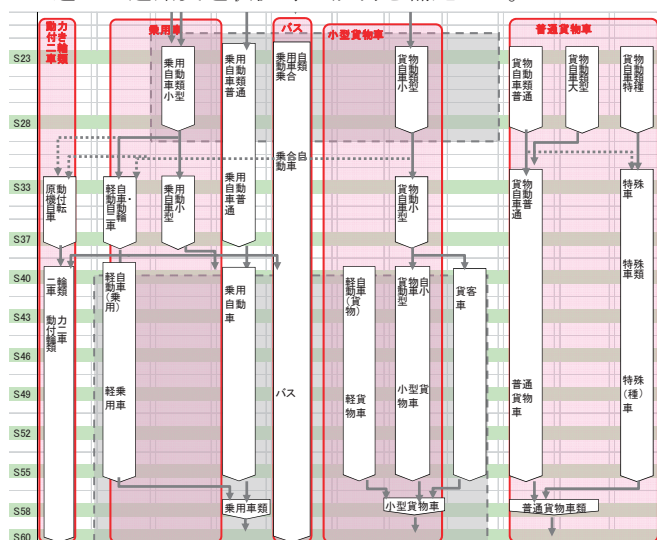 動力付き二輪車類
乗用車
バス
小型貨物車
普通貨物車
S23
S28
S33
S37
S40
S43
S46
S49
S52
S55
S58
S60
乗用自動車類小型
乗用自動車類普通
乗用自動車類乗合
貨物自動車類小型
貨物自動車類普通
貨物自動車類大型
貨物自動車類特種
乗合自動車
原動機付自転車
軽自動車・自動二輪車
乗用自動車小型
乗用自動車普通
貨物自動車小型
貨物自動車普通
特殊車
二輪車類
軽自動車(乗用)
乗用自動車
軽自動車(貨物)
貨物自動車小型
貨客車
特殊車類
動力付二輪車類
軽乗用車
バス
軽貨物車
小型貨物車
普通貨物車
特殊(種)車
乗用車類
小型貨物車
普通貨物車類